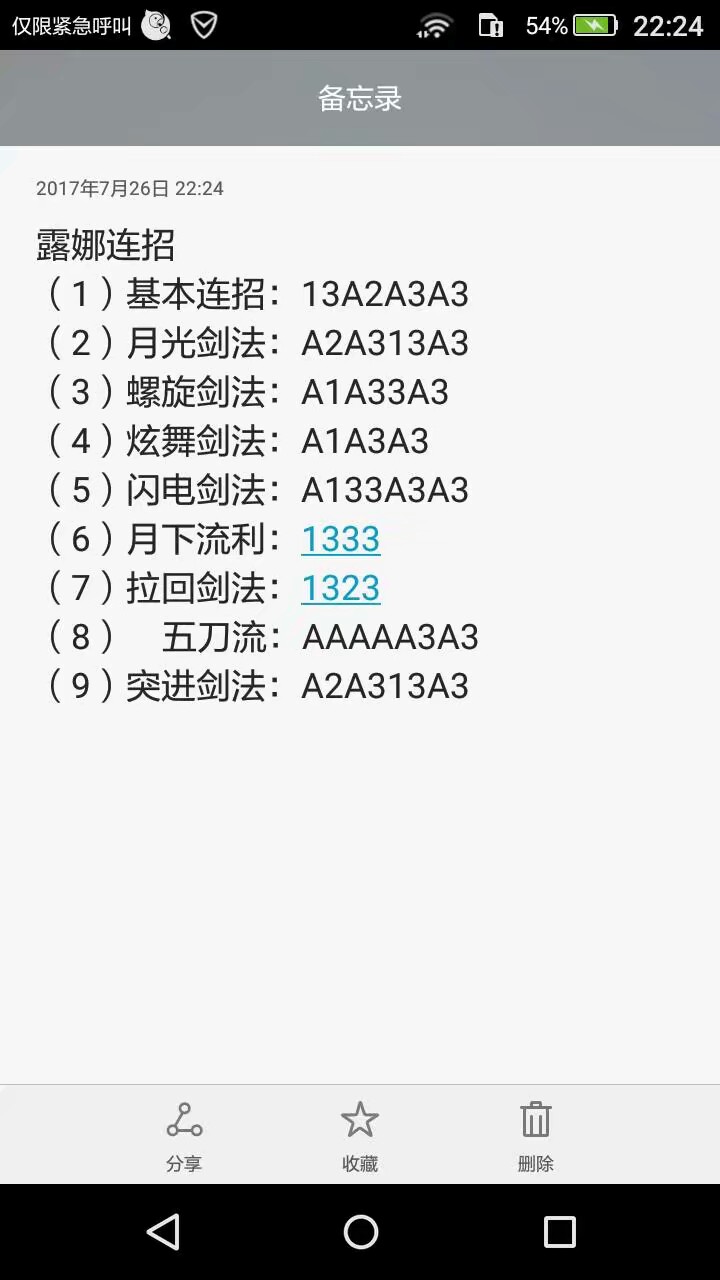 仅限紧急呼叫 54% 22:24
备忘录
2017年7月26日 22:24
露娜连招
（1）基本连招：13A2A3A3
（2）月光剑法：A2A313A3
（3）螺旋剑法：A1A33A3
（4）炫舞剑法：A1A3A3
（5）闪电剑法：A133A3A3
（6）月下流利：1333
（7）拉回剑法：1323
（8）　五刀流：AAAAA3A3
（9）突进剑法：A2A313A3
分享 收藏 删除